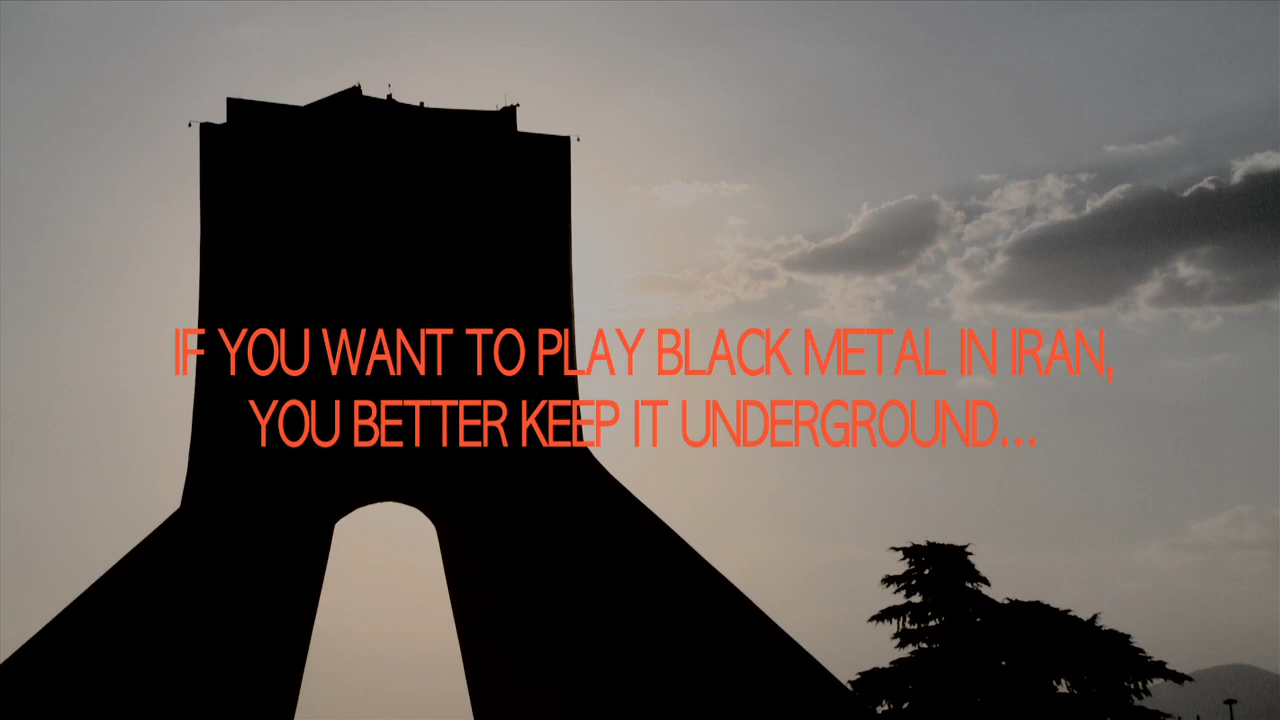 IF YOU WANT TO PLAY BLACK METAL IN IRAN,
YOU BETTER KEEP IT UNDERGROUND...